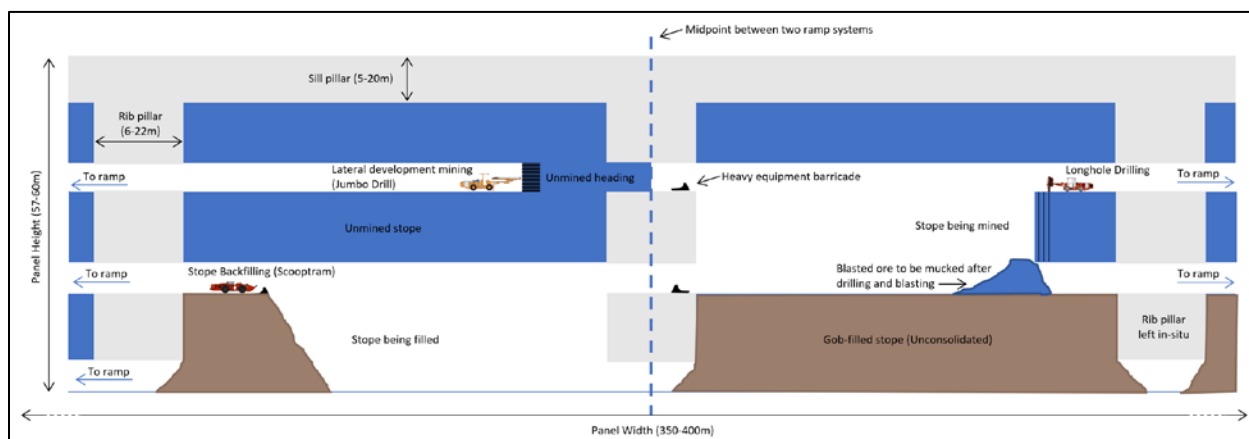 Midpoint between two ramp systems
Sill pillar (5-20m)
Rib pillar
(6-22m)
To ramp
Lateral development mining
(Jumbo Drill)
Unmined heading
Heavy equipment barricade
Longhole Drilling
To ramp
Panel Height (57-60m)
Unmined stope
Stope being mined
To ramp
Stope Backfilling (Scooptram)
Blasted ore to be mucked after
drilling and blasting
To ramp
Stope being filled
Gob-filled stope (Unconsolidated)
Rib pillar
left in-situ
To ramp
Panel Width (350-400m)